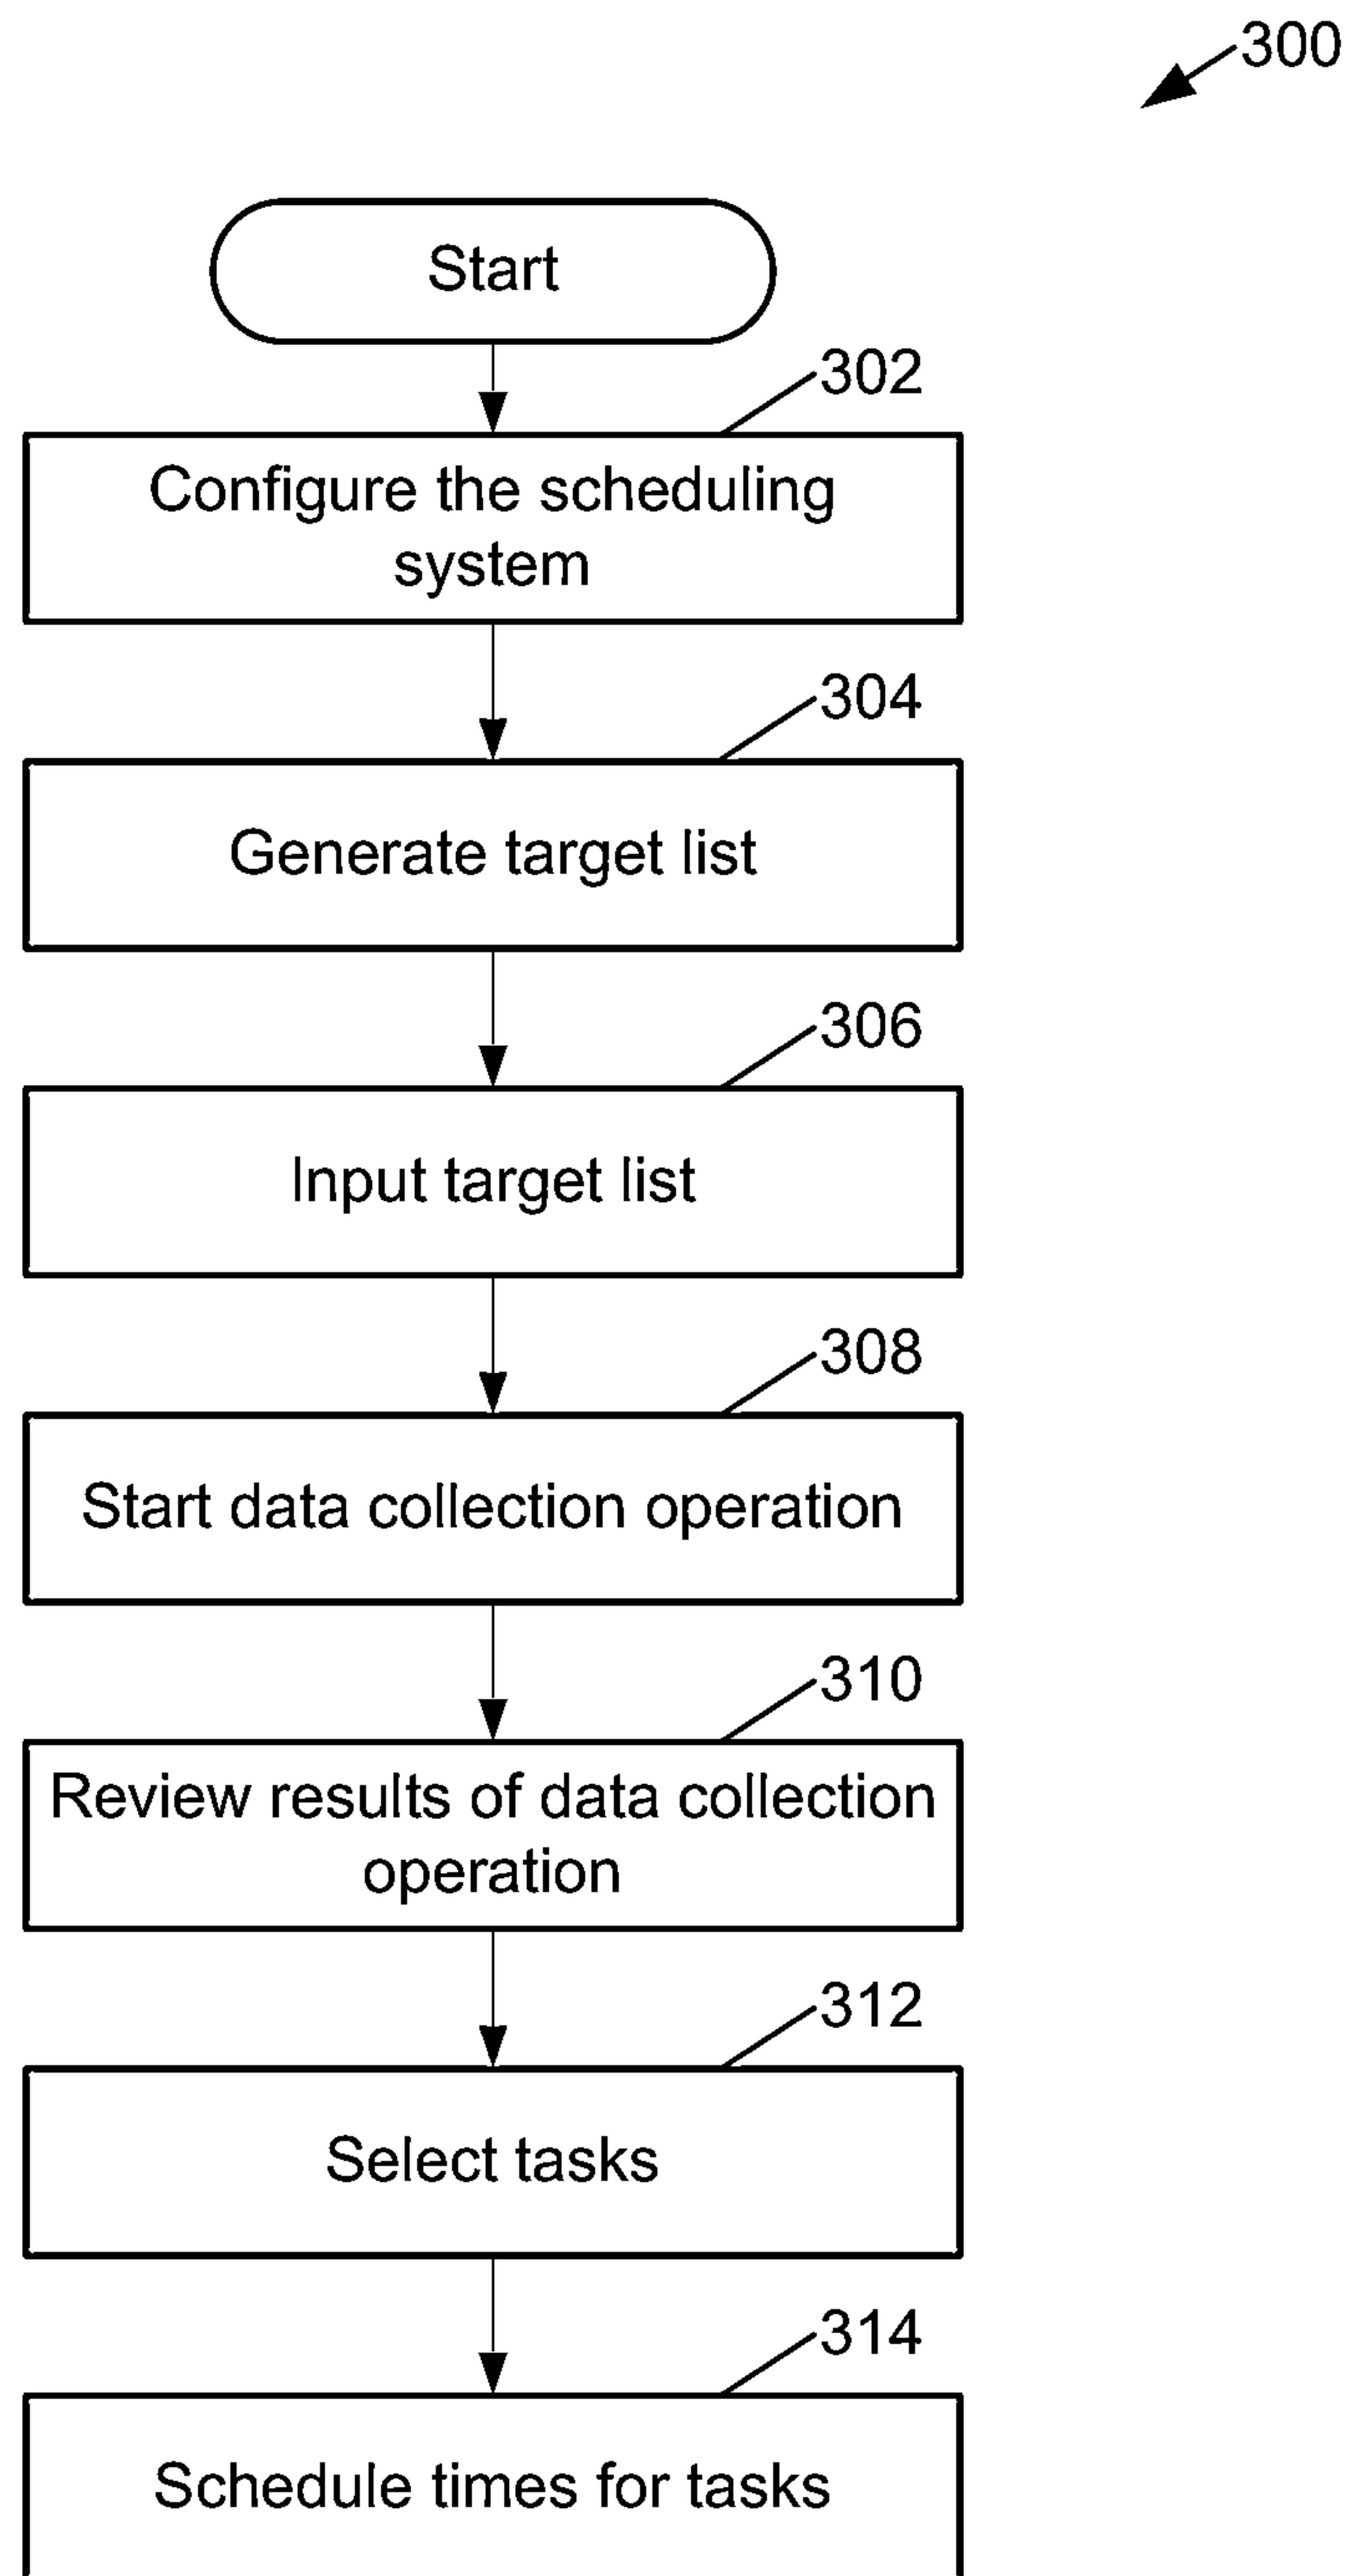 300
Start
302
Configure the scheduling
system
304
Generate target list
306
Input target list
308
Start data collection operation
310
Review results of data collection
operation
312
Select tasks
314
Schedule times for tasks